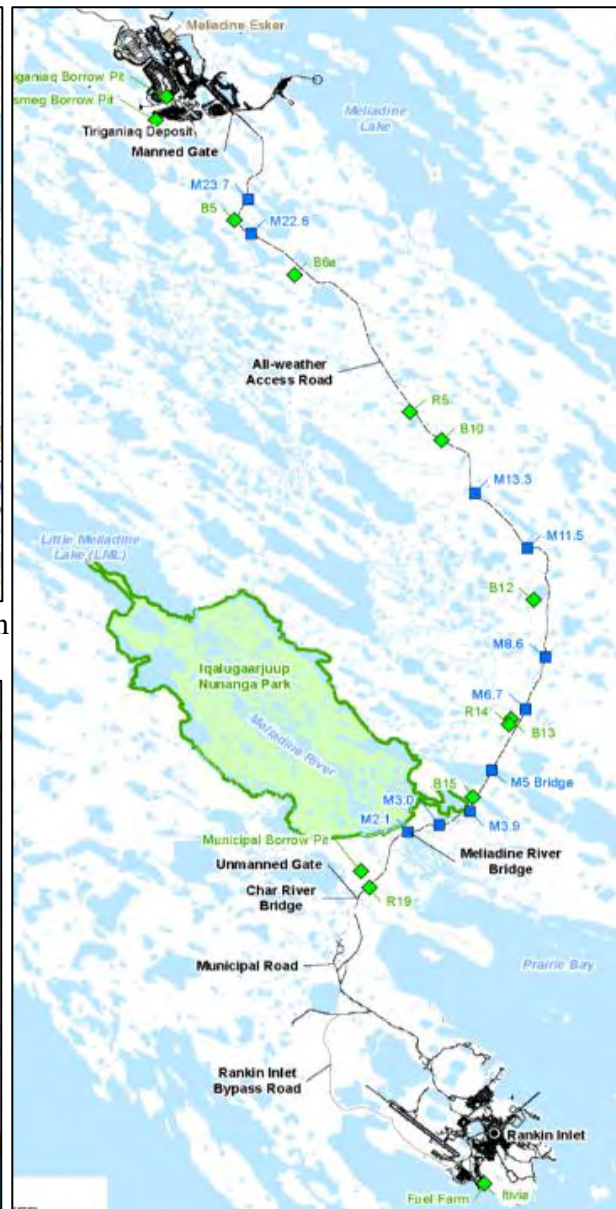 Meliadine Esker
iganiaq Borrow Pit
smeg Borrow Pit
Tiriganiaq Deposit
Manned Gate
Meliadine
Lake
M23.7
B5
M22.6
B6a
All-weather
Access Road
R5
B10
M13.3
M11.5
Little Meliadine
Lake (LML)
B12
n
M8.6
Iqalugaarjuup
Nunanga Park
M6.7
R14
B13
Meliadine River
M5 Bridge
B15
M3.0
M3.9
M2.1
Municipal Borrow Pit
Meliadine River
Bridge
Unmanned Gate
Char River
Bridge
R19
Municipal Road
Prairie Bay
Rankin Inlet
Bypass Road
Rankin Inlet
Fuel Farm
Itivia